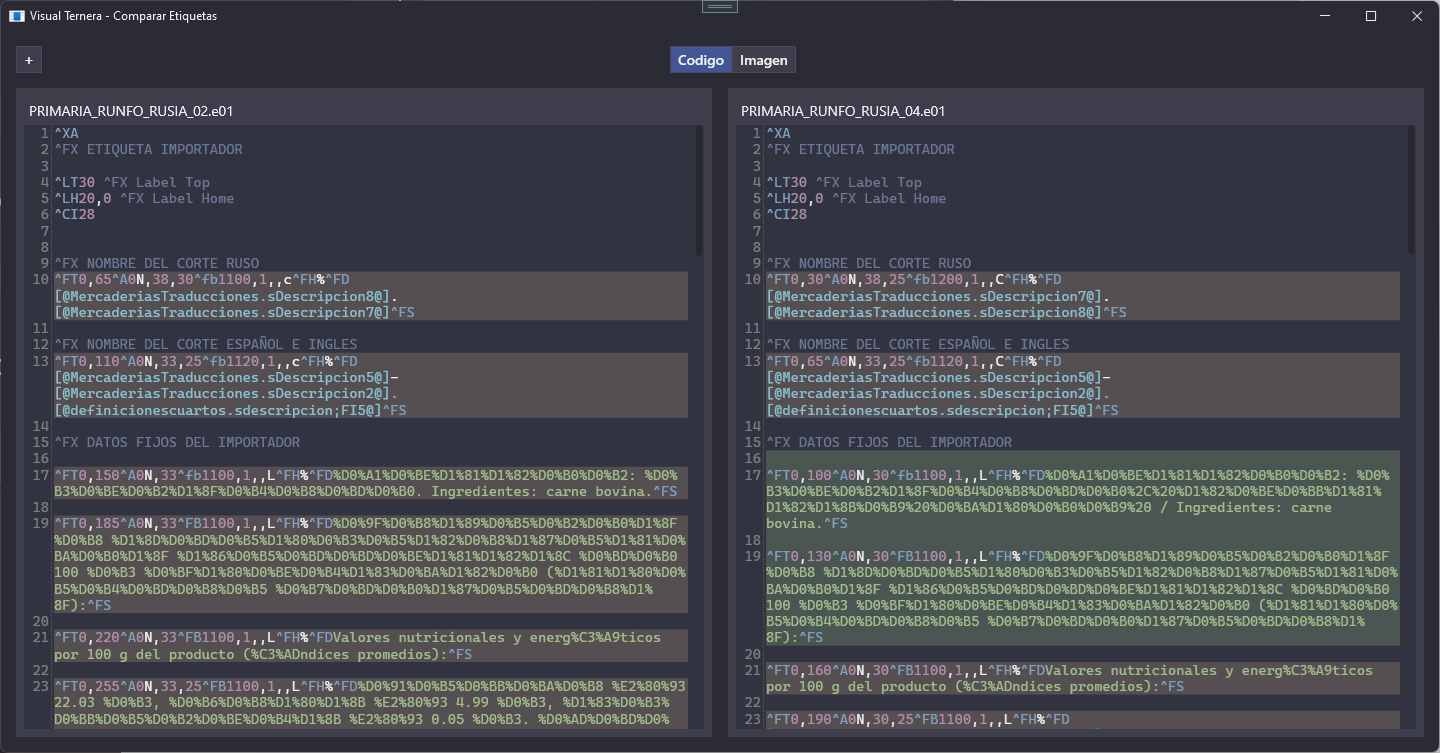 Visual Ternera - Comparar Etiquetas
+
Codigo Imagen
PRIMARIA_RUNFO_RUSIA_02.e01
1 ^XA
2 ^FX ETIQUETA IMPORTADOR
3
4 ^LT30 ^FX Label Top
5 ^LH20,0 ^FX Label Home
6 ^CI28
7
8
9 ^FX NOMBRE DEL CORTE RUSO
10 ^FT0,65^A0N,38,30^fb1100,1,,c^FH%^FD
[@MercaderiasTraducciones.sDescripcion8@].
[@MercaderiasTraducciones.sDescripcion7@]^FS
11
12 ^FX NOMBRE DEL CORTE ESPAÑOL E INGLES
13 ^FT0,110^A0N,33,25^fb1120,1,,c^FH%^FD
[@MercaderiasTraducciones.sDescripcion5@]-
[@MercaderiasTraducciones.sDescripcion2@].
[@definicionescuartos.sdescripcion;FI5@]^FS
14
15 ^FX DATOS FIJOS DEL IMPORTADOR
16
17 ^FT0,150^A0N,33^fb1100,1,,L^FH%^FD%D0%A1%D0%BE%D1%81%D1%82%D0%B0%D0%B2: %D0%
B3%D0%BE%D0%B2%D1%8F%D0%B4%D0%B8%D0%BD%D0%B0. Ingredientes: carne bovina.^FS
18
19 ^FT0,185^A0N,33^FB1100,1,,L^FH%^FD%D0%9F%D0%B8%D1%89%D0%B5%D0%B2%D0%B0%D1%8F
%D0%B8 %D1%8D%D0%BD%D0%B5%D1%80%D0%B3%D0%B5%D1%82%D0%B8%D1%87%D0%B5%D1%81%D0%
BA%D0%B0%D1%8F %D1%86%D0%B5%D0%BD%D0%BD%D0%BE%D1%81%D1%82%D1%8C %D0%BD%D0%B0
100 %D0%B3 %D0%BF%D1%80%D0%BE%D0%B4%D1%83%D0%BA%D1%82%D0%B0 (%D1%81%D1%80%D0%
B5%D0%B4%D0%BD%D0%B8%D0%B5 %D0%B7%D0%BD%D0%B0%D1%87%D0%B5%D0%BD%D0%B8%D1%
8F):^FS
20
21 ^FT0,220^A0N,33^FB1100,1,,L^FH%^FDValores nutricionales y energ%C3%A9ticos
por 100 g del producto (%C3%ADndices promedios):^FS
22
23 ^FT0,255^A0N,33,25^FB1100,1,,L^FH%^FD%D0%91%D0%B5%D0%BB%D0%BA%D0%B8 %E2%80%93
22.03 %D0%B3, %D0%B6%D0%B8%D1%80%D1%8B %E2%80%93 4.99 %D0%B3, %D1%83%D0%B3%
D0%BB%D0%B5%D0%B2%D0%BE%D0%B4%D1%8B %E2%80%93 0.05 %D0%B3. %D0%AD%D0%BD%D0%
PRIMARIA_RUNFO_RUSIA_04.e01
1 ^XA
2 ^FX ETIQUETA IMPORTADOR
3
4 ^LT30 ^FX Label Top
5 ^LH20,0 ^FX Label Home
6 ^CI28
7
8
9 ^FX NOMBRE DEL CORTE RUSO
10 ^FT0,30^A0N,38,25^fb1200,1,,C^FH%^FD
[@MercaderiasTraducciones.sDescripcion7@].
[@MercaderiasTraducciones.sDescripcion8@]^FS
11
12 ^FX NOMBRE DEL CORTE ESPAÑOL E INGLES
13 ^FT0,65^A0N,33,25^fb1120,1,,C^FH%^FD
[@MercaderiasTraducciones.sDescripcion5@]-
[@MercaderiasTraducciones.sDescripcion2@].
[@definicionescuartos.sdescripcion;FI5@]^FS
14
15 ^FX DATOS FIJOS DEL IMPORTADOR
16
17 ^FT0,100^A0N,30^fb1100,1,,L^FH%^FD%D0%A1%D0%BE%D1%81%D1%82%D0%B0%D0%B2: %D0%
B3%D0%BE%D0%B2%D1%8F%D0%B4%D0%B8%D0%BD%D0%B0%2C%20%D1%82%D0%BE%D0%BB%D1%81%
D1%82%D1%8B%D0%B9%20%D0%BA%D1%80%D0%B0%D0%B9%20 / Ingredientes: carne
bovina.^FS
18
19 ^FT0,130^A0N,30^FB1100,1,,L^FH%^FD%D0%9F%D0%B8%D1%89%D0%B5%D0%B2%D0%B0%D1%8F
%D0%B8 %D1%8D%D0%BD%D0%B5%D1%80%D0%B3%D0%B5%D1%82%D0%B8%D1%87%D0%B5%D1%81%D0%
BA%D0%B0%D1%8F %D1%86%D0%B5%D0%BD%D0%BD%D0%BE%D1%81%D1%82%D1%8C %D0%BD%D0%B0
100 %D0%B3 %D0%BF%D1%80%D0%BE%D0%B4%D1%83%D0%BA%D1%82%D0%B0 (%D1%81%D1%80%D0%
B5%D0%B4%D0%BD%D0%B8%D0%B5 %D0%B7%D0%BD%D0%B0%D1%87%D0%B5%D0%BD%D0%B8%D1%
8F):^FS
20
21 ^FT0,160^A0N,30^FB1100,1,,L^FH%^FDValores nutricionales y energ%C3%A9ticos
por 100 g del producto (%C3%ADndices promedios):^FS
22
23 ^FT0,190^A0N,30,25^FB1100,1,,L^FH%^FD